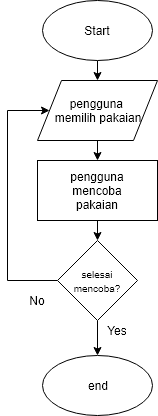 Start
pengguna
memilih pakaian
pengguna
mencoba
pakaian
selesai
mencoba?
No
Yes
end